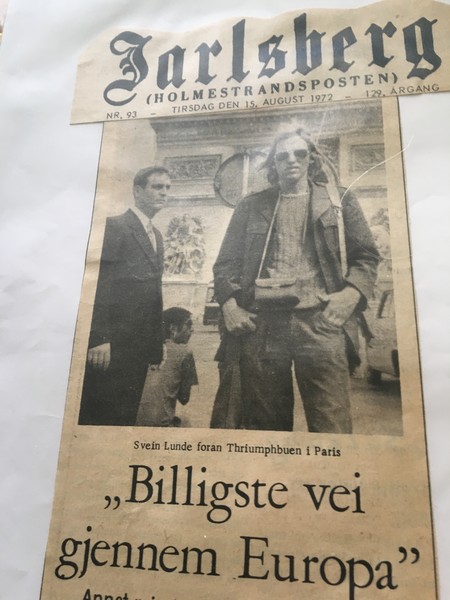 Jarlsberg
(HOLMESTRANDSPOSTEN)
NR. 93 - TIRSDAG DEN 15. AUGUST 1972 - 129. ÅRGANG
Svein Lunde foran Thriumphbuen i Paris
„Billigste vei
gjennem Europa”